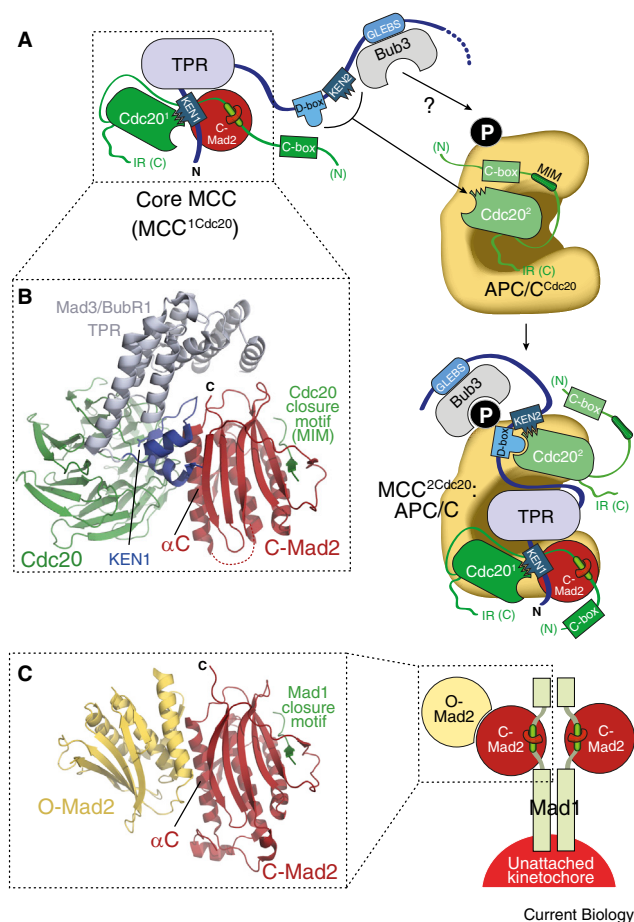 A
TPR
GLEBS
Bub3
KEN2
D-box
?
Cdc20¹
KEN1
C-
Mad2
C-box
(N)
IR (C)
N
Core MCC
(MCC¹ᶜᵈᶜ²⁰)
P
(N)
C-box
MIM
Cdc20²
IR (C)
APC/Cᶜᵈᶜ²⁰
B
Mad3/BubR1
TPR
C
Cdc20
closure
motif
(MIM)
Cdc20
KEN1
αC
C-Mad2
GLEBS
Bub3
P
KEN2
D-box
(N)
C-box
Cdc20²
IR (C)
MCC²ᶜᵈᶜ²⁰:
APC/C
TPR
Cdc20¹
KEN1
C-
Mad2
IR (C)
N
(N)
C-box
C
C
Mad1
closure
motif
O-Mad2
αC
C-Mad2
O-
Mad2
C-
Mad2
C-
Mad2
Mad1
Unattached
kinetochore
Current Biology